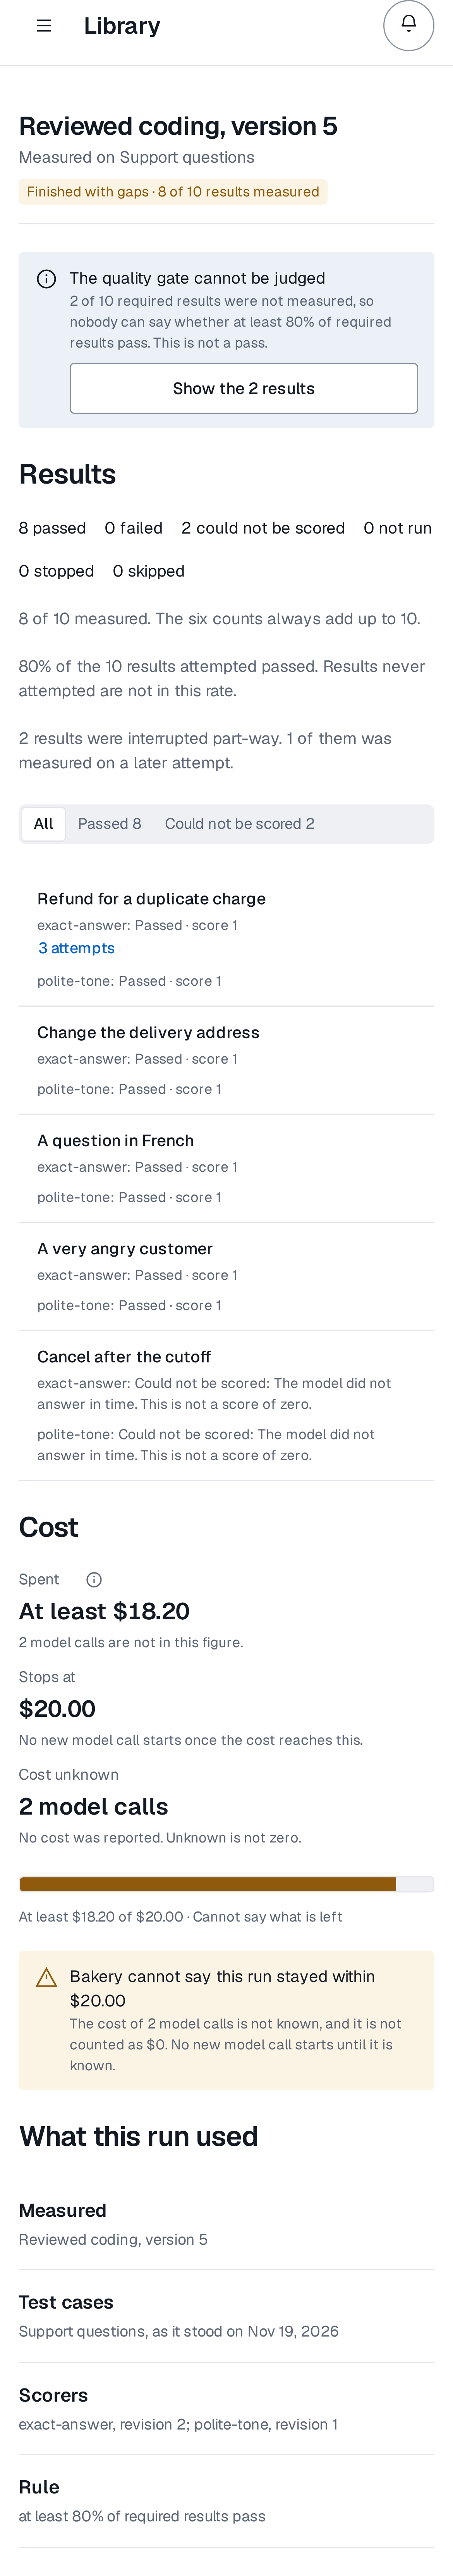 Library
Reviewed coding, version 5
Measured on Support questions
Finished with gaps · 8 of 10 results measured
The quality gate cannot be judged
2 of 10 required results were not measured, so
nobody can say whether at least 80% of required
results pass. This is not a pass.
Show the 2 results
Results
8 passed 0 failed 2 could not be scored 0 not run
0 stopped 0 skipped
8 of 10 measured. The six counts always add up to 10.
80% of the 10 results attempted passed. Results never
attempted are not in this rate.
2 results were interrupted part-way. 1 of them was
measured on a later attempt.
All Passed 8 Could not be scored 2
Refund for a duplicate charge
exact-answer: Passed · score 1
3 attempts
polite-tone: Passed · score 1
Change the delivery address
exact-answer: Passed · score 1
polite-tone: Passed · score 1
A question in French
exact-answer: Passed · score 1
polite-tone: Passed · score 1
A very angry customer
exact-answer: Passed · score 1
polite-tone: Passed · score 1
Cancel after the cutoff
exact-answer: Could not be scored: The model did not
answer in time. This is not a score of zero.
polite-tone: Could not be scored: The model did not
answer in time. This is not a score of zero.
Cost
Spent
At least $18.20
2 model calls are not in this figure.
Stops at
$20.00
No new model call starts once the cost reaches this.
Cost unknown
2 model calls
No cost was reported. Unknown is not zero.
At least $18.20 of $20.00 · Cannot say what is left
Bakery cannot say this run stayed within
$20.00
The cost of 2 model calls is not known, and it is not
counted as $0. No new model call starts until it is
known.
What this run used
Measured
Reviewed coding, version 5
Test cases
Support questions, as it stood on Nov 19, 2026
Scorers
exact-answer, revision 2; polite-tone, revision 1
Rule
at least 80% of required results pass